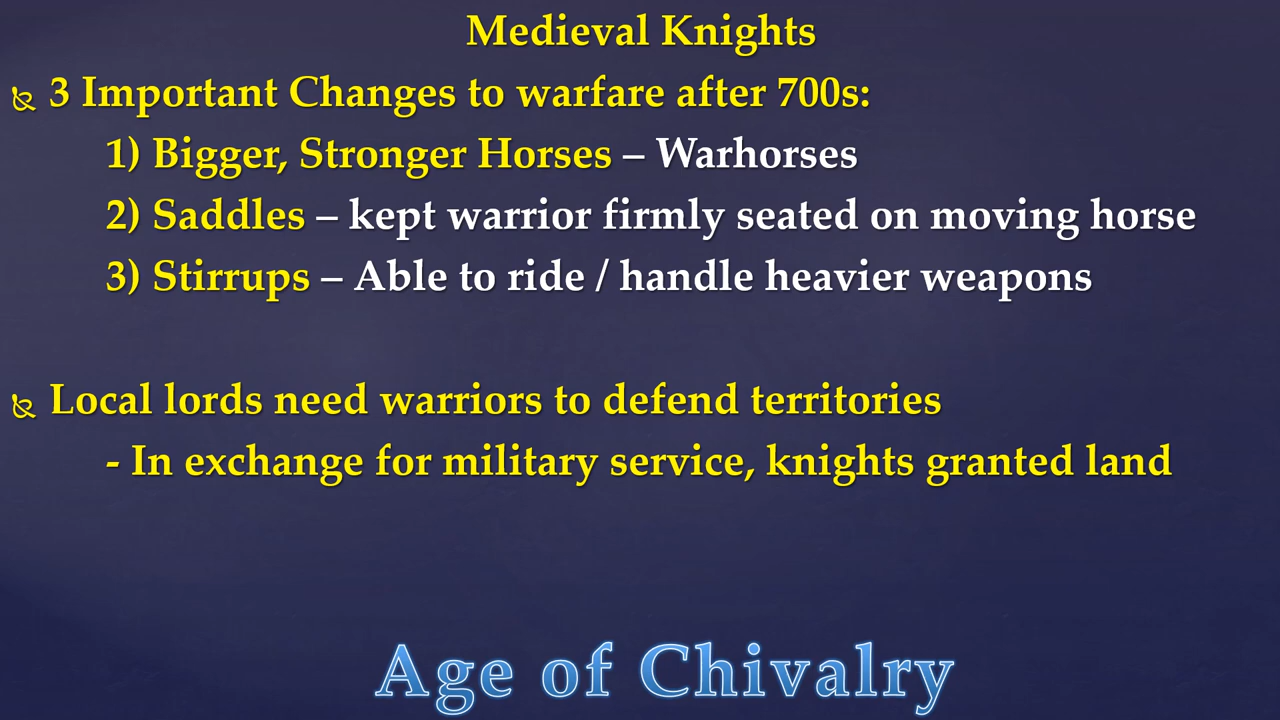 Medieval Knights
3 Important Changes to warfare after 700s:
1) Bigger, Stronger Horses – Warhorses
2) Saddles – kept warrior firmly seated on moving horse
3) Stirrups – Able to ride / handle heavier weapons
Local lords need warriors to defend territories
- In exchange for military service, knights granted land
Age of Chivalry